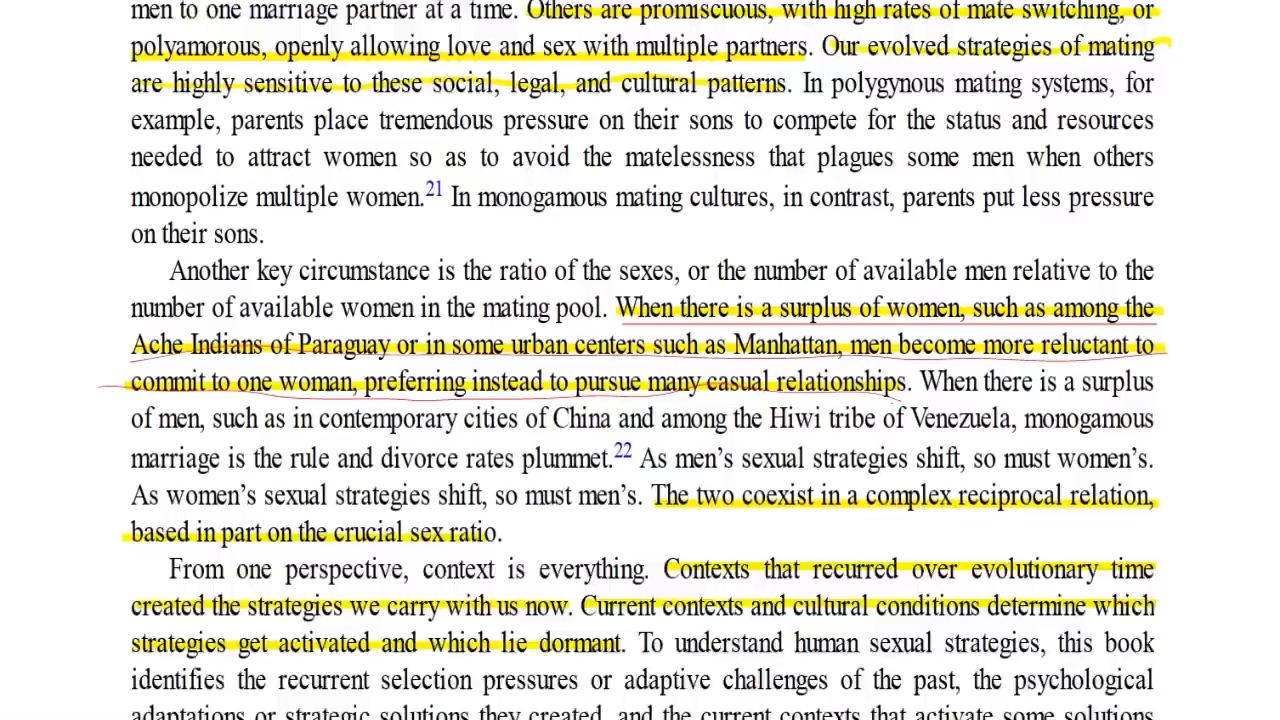 men to one marriage partner at a time. Others are promiscuous, with high rates of mate switching, or
polyamorous, openly allowing love and sex with multiple partners. Our evolved strategies of mating
are highly sensitive to these social, legal, and cultural patterns. In polygynous mating systems, for
example, parents place tremendous pressure on their sons to compete for the status and resources
needed to attract women so as to avoid the matelessness that plagues some men when others
monopolize multiple women.21 In monogamous mating cultures, in contrast, parents put less pressure
on their sons.
Another key circumstance is the ratio of the sexes, or the number of available men relative to the
number of available women in the mating pool. When there is a surplus of women, such as among the
Ache Indians of Paraguay or in some urban centers such as Manhattan, men become more reluctant to
commit to one woman, preferring instead to pursue many casual relationships. When there is a surplus
of men, such as in contemporary cities of China and among the Hiwi tribe of Venezuela, monogamous
marriage is the rule and divorce rates plummet.22 As men’s sexual strategies shift, so must women’s.
As women’s sexual strategies shift, so must men’s. The two coexist in a complex reciprocal relation,
based in part on the crucial sex ratio.
From one perspective, context is everything. Contexts that recurred over evolutionary time
created the strategies we carry with us now. Current contexts and cultural conditions determine which
strategies get activated and which lie dormant. To understand human sexual strategies, this book
identifies the recurrent selection pressures or adaptive challenges of the past, the psychological
adaptations or strategic solutions they created, and the current contexts that activate some solutions